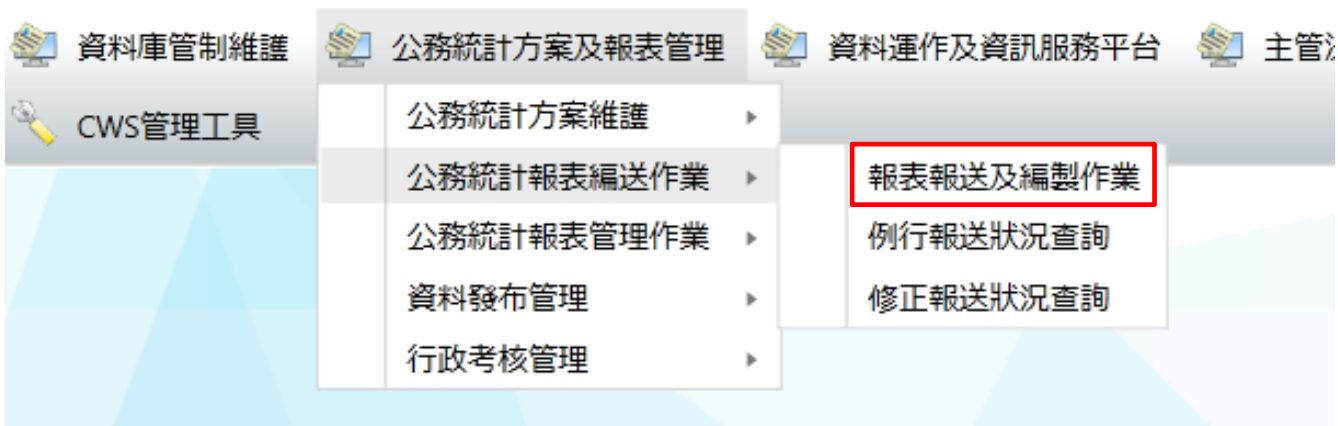 資料庫管制維護
公務統計方案及報表管理
資料運作及資訊服務平台
主管
CWS管理工具
公務統計方案維護
公務統計報表編送作業
公務統計報表管理作業
資料發布管理
行政考核管理
報表報送及編製作業
例行報送狀況查詢
修正報送狀況查詢